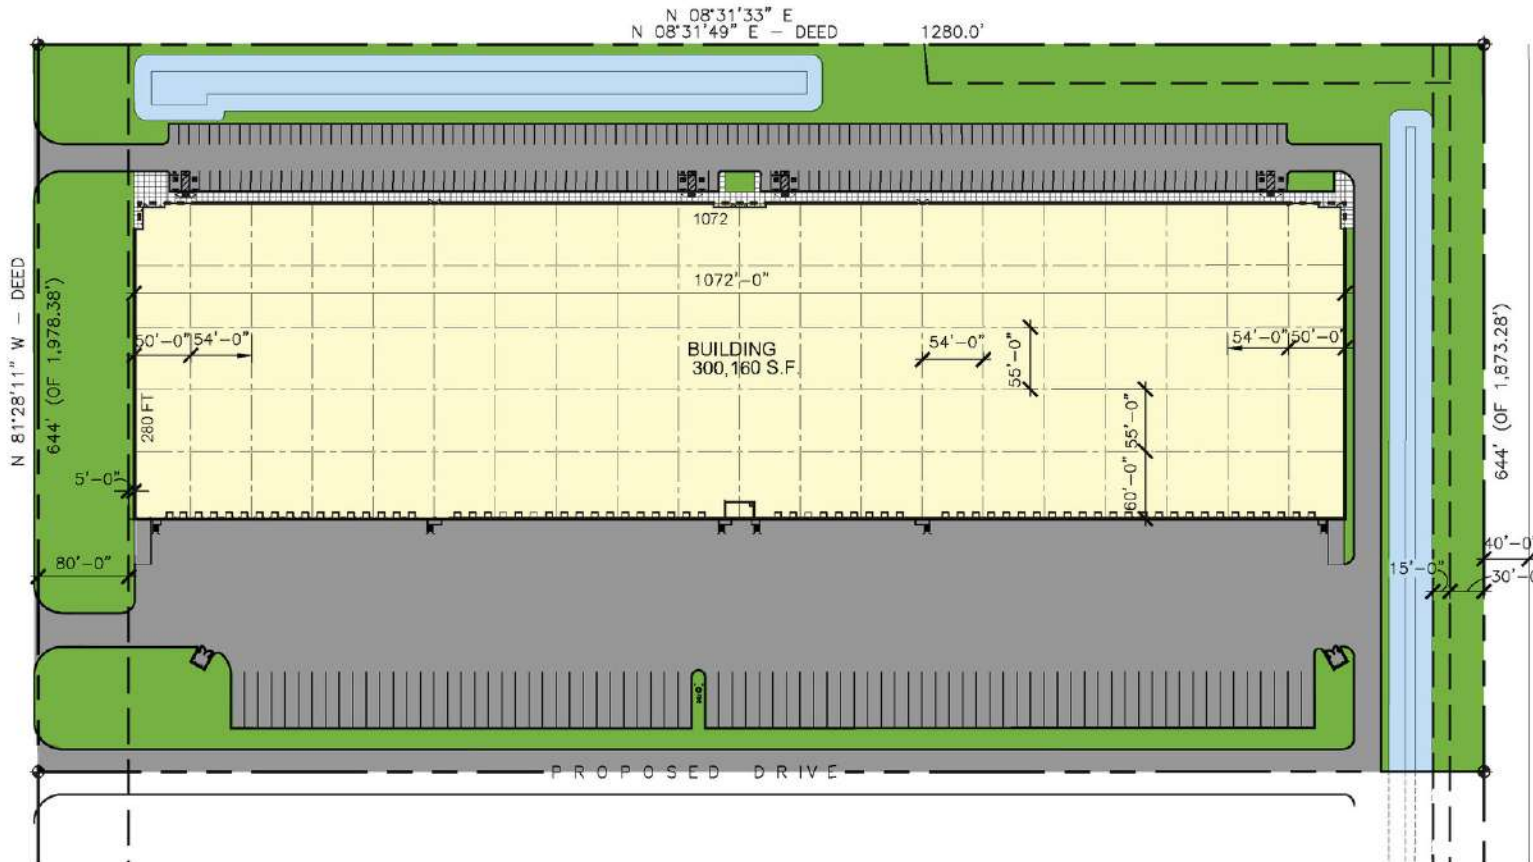 N 08°31'33" E
N 08°31'49" E – DEED
1280.0'
1072
1072'-0"
N 81°28'11" W – DEED
644' (OF 1,978.38')
50'-0"
54'-0"
BUILDING
300,160 S.F.
54'-0"
55'-0"
54'-0"
50'-0"
644' (OF 1,873.28')
280 FT
55'-0"
60'-0"
5'-0"
80'-0"
40'-0
15'-0"
30'-0
PROPOSED DRIVE